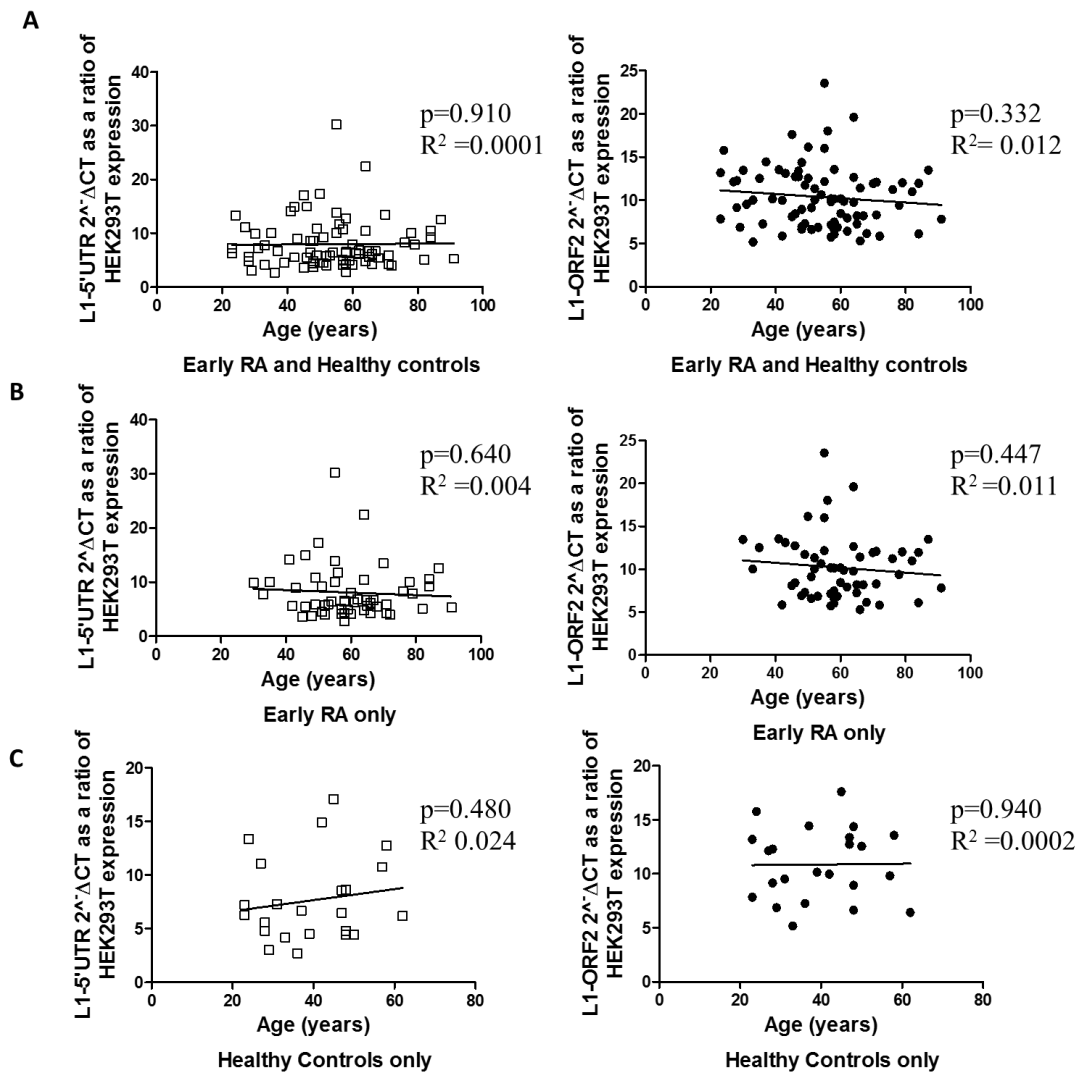 A
L1-5'UTR 2^-ΔCT as a ratio of
HEK293T expression
40
30
20
10
0
0 20 40 60 80 100
Age (years)
Early RA and Healthy controls
p=0.910
R² =0.0001
L1-ORF2 2^-ΔCT as a ratio of
HEK293T expression
25
20
15
10
5
0
0 20 40 60 80 100
Age (years)
Early RA and Healthy controls
p=0.332
R²= 0.012
B
L1-5'UTR 2^-ΔCT as a ratio of
HEK293T expression
40
30
20
10
0
0 20 40 60 80 100
Age (years)
Early RA only
p=0.640
R² =0.004
L1-ORF2 2^-ΔCT as a ratio of
HEK293T expression
25
20
15
10
5
0
0 20 40 60 80 100
Age (years)
Early RA only
p=0.447
R² =0.011
C
L1-5'UTR 2^-ΔCT as a ratio of
HEK293T expression
20
15
10
5
0
0 20 40 60 80
Age (years)
Healthy Controls only
p=0.480
R² 0.024
L1-ORF2 2^-ΔCT as a ratio of
HEK293T expression
20
15
10
5
0
0 20 40 60 80
Age (years)
Healthy Controls only
p=0.940
R² =0.0002